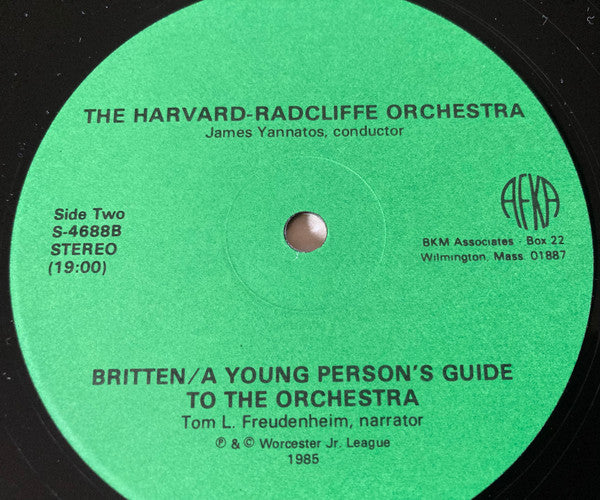 THE HARVARD-RADCLIFFE ORCHESTRA
James Yannatos, conductor
Side Two
S-4688B
STEREO
(19:00)
AFKA
BKM Associates · Box 22
Wilmington, Mass. 01887
BRITTEN/A YOUNG PERSON'S GUIDE
TO THE ORCHESTRA
Tom L. Freudenheim, narrator
℗ & © Worcester Jr. League
1985